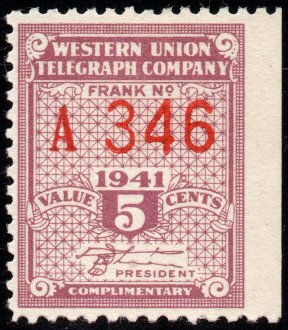 WESTERN UNION
TELEGRAPH COMPANY
FRANK Nº
A 346
1941
VALUE 5 CENTS
PRESIDENT
COMPLIMENTARY